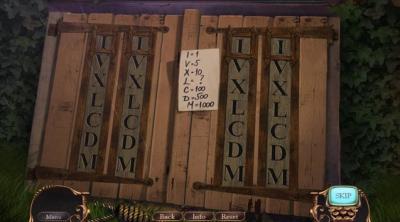 I
V
X
L
C
D
M
I
V
X
L
C
D
M
I = 1
V = 5
X = 10
L = ?
C = 100
D = 500
M = 1000
I
V
X
L
C
D
M
I
V
X
L
C
D
M
SKIP
Menu Back Info Reset